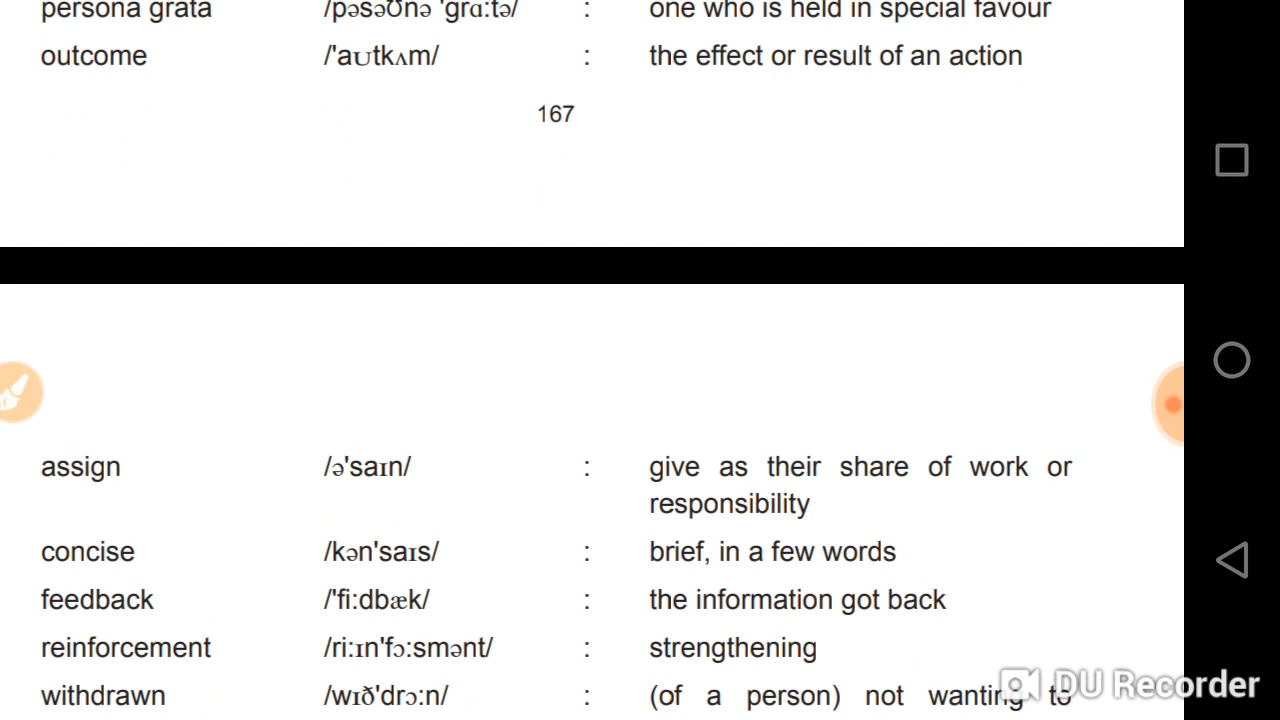 persona grata /pəsəʊnə 'grɑ:tə/ : one who is held in special favour
outcome /'aʊtkʌm/ : the effect or result of an action
167
assign /ə'saɪn/ : give as their share of work or
responsibility
concise /kən'saɪs/ : brief, in a few words
feedback /'fi:dbæk/ : the information got back
reinforcement /ri:ɪn'fɔ:smənt/ : strengthening
withdrawn /wɪð'drɔ:n/ : (of a person) not wanting to
DU Recorder